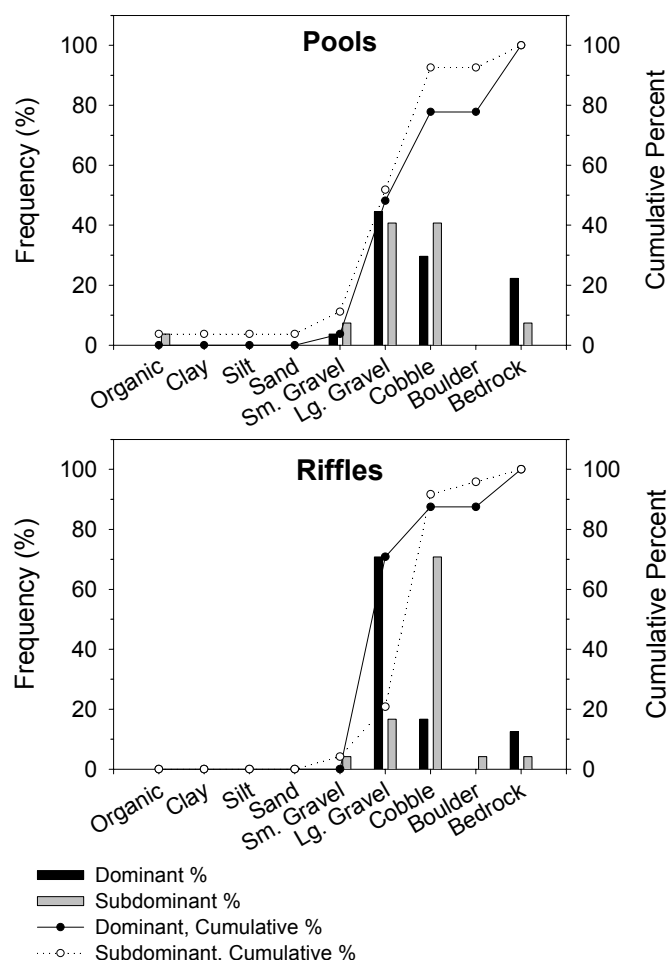 Pools
Frequency (%)
Cumulative Percent
100
80
60
40
20
0
100
80
60
40
20
0
Organic
Clay
Silt
Sand
Sm. Gravel
Lg. Gravel
Cobble
Boulder
Bedrock
Riffles
Frequency (%)
Cumulative Percent
100
80
60
40
20
0
100
80
60
40
20
0
Organic
Clay
Silt
Sand
Sm. Gravel
Lg. Gravel
Cobble
Boulder
Bedrock
Dominant %
Subdominant %
Dominant, Cumulative %
Subdominant, Cumulative %